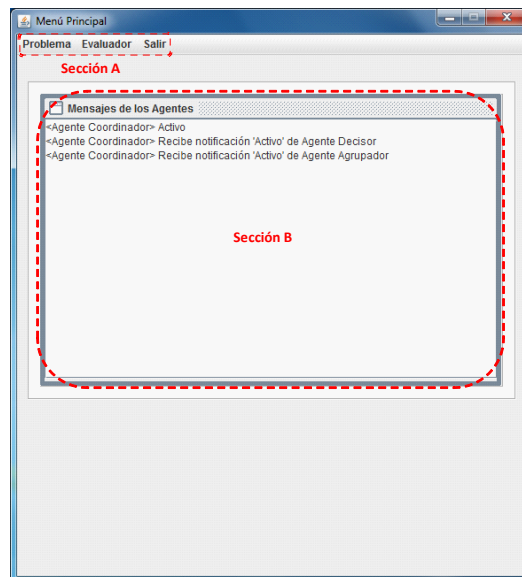 Menú Principal
Problema Evaluador Salir
Sección A
Mensajes de los Agentes
<Agente Coordinador> Activo
<Agente Coordinador> Recibe notificación 'Activo' de Agente Decisor
<Agente Coordinador> Recibe notificación 'Activo' de Agente Agrupador
Sección B